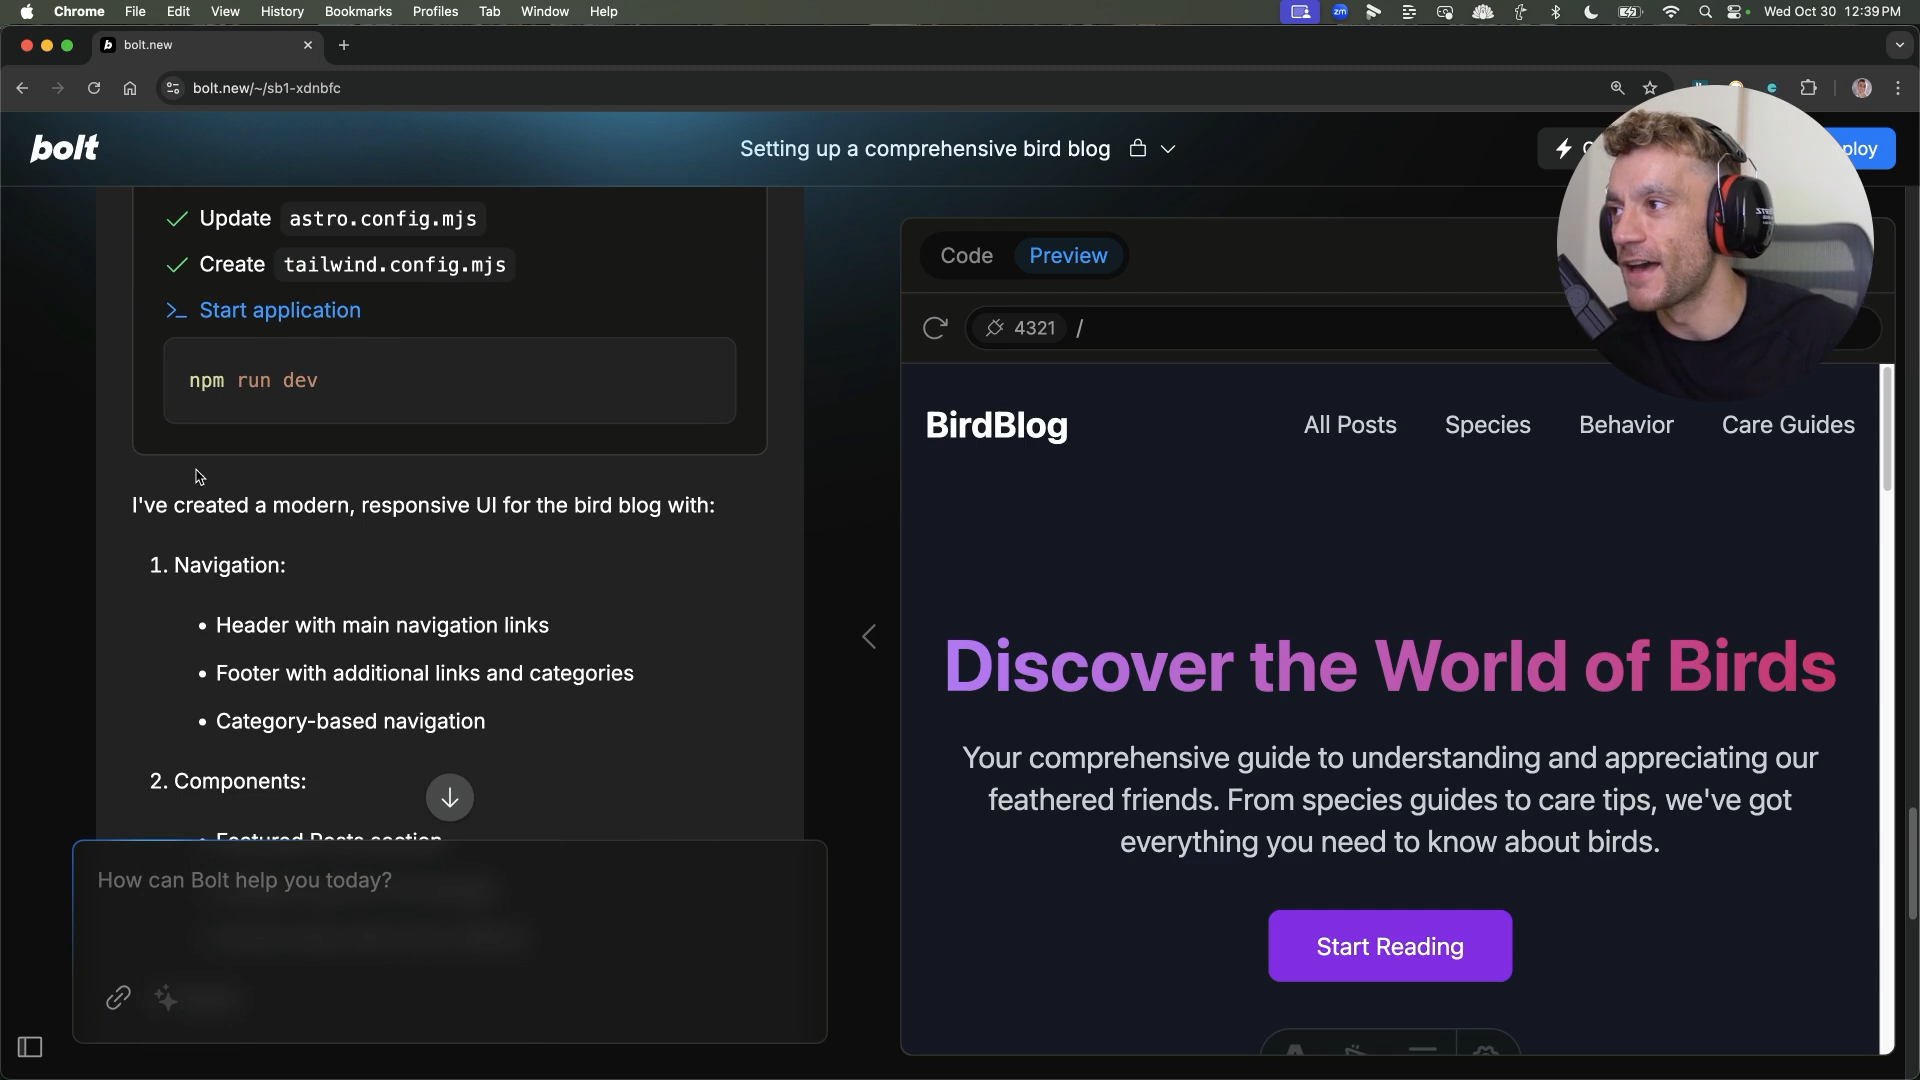 Chrome File Edit View History Bookmarks Profiles Tab Window Help
zm
Wed Oct 30 12:39 PM
b bolt.new
bolt.new/~/sb1-xdnbfc
bolt
Setting up a comprehensive bird blog
ploy
Update astro.config.mjs
Create tailwind.config.mjs
Start application
npm run dev
I've created a modern, responsive UI for the bird blog with:
1. Navigation:
• Header with main navigation links
• Footer with additional links and categories
• Category-based navigation
2. Components:
• Featured Posts section
How can Bolt help you today?
Code Preview
4321 /
BirdBlog
All Posts Species Behavior Care Guides
Discover the World of Birds
Your comprehensive guide to understanding and appreciating our
feathered friends. From species guides to care tips, we've got
everything you need to know about birds.
Start Reading